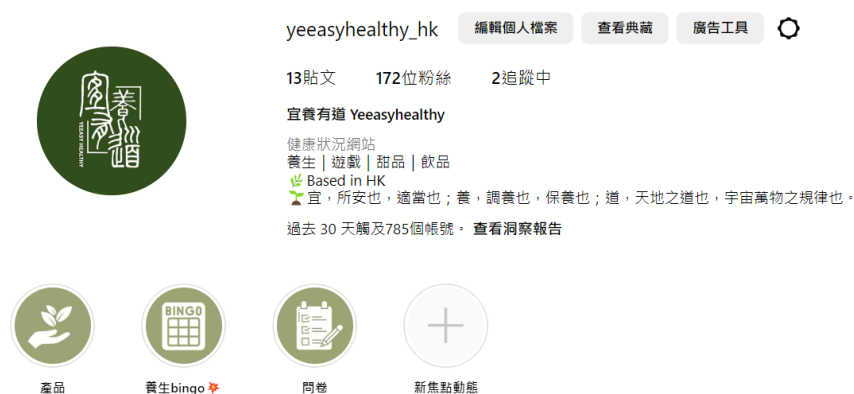 yeeasyhealthy_hk 編輯個人檔案 查看典藏 廣告工具
13貼文 172位粉絲 2追蹤中
宜養有道 Yeeasyhealthy
健康狀況網站
養生 | 遊戲 | 甜品 | 飲品
🌿 Based in HK
🌱宜，所安也，適當也；養，調養也，保養也；道，天地之道也，宇宙萬物之規律也。
過去 30 天觸及785個帳號。 查看洞察報告
宜養有道
YEEASY HEALTHY
BINGO
產品 養生bingo💥 問卷 新焦點動態